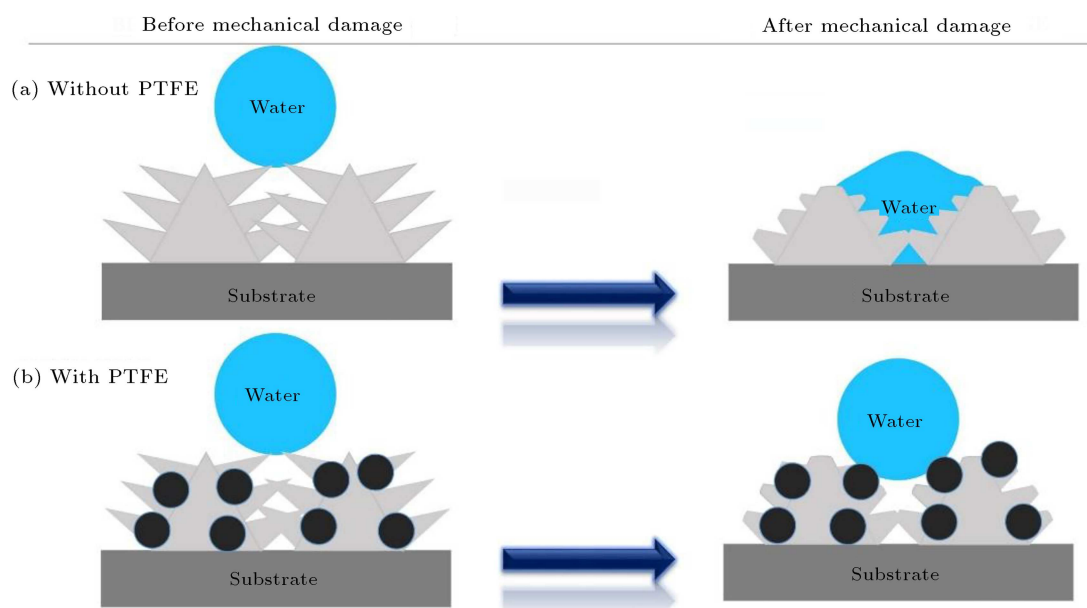 Before mechanical damage
After mechanical damage
(a) Without PTFE
Water
Water
Substrate
Substrate
(b) With PTFE
Water
Water
Substrate
Substrate